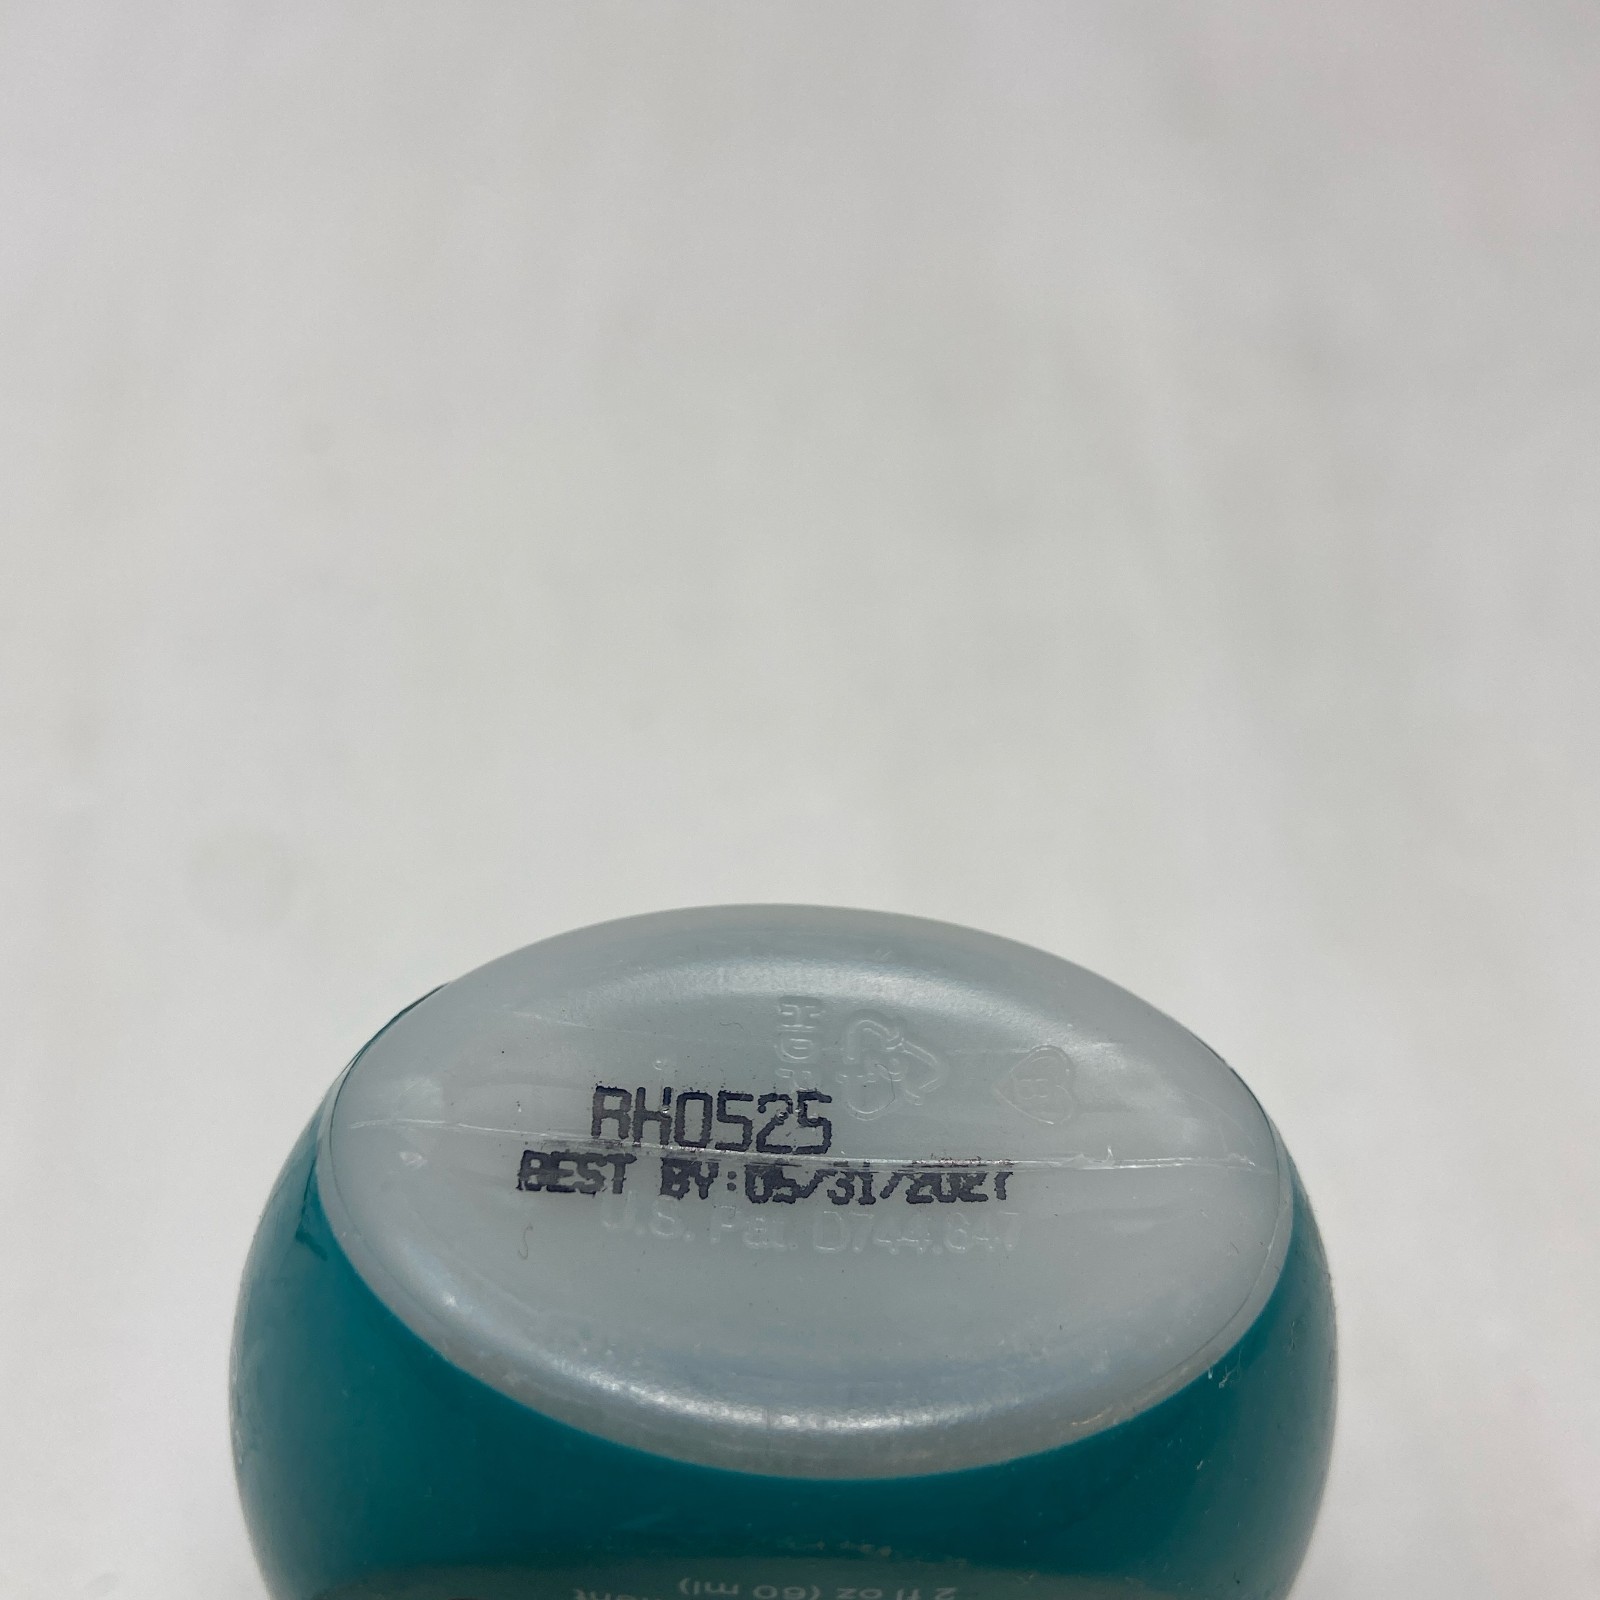 RH0525
BEST BY:05/31/2027
U.S. Pat. D744,647
2 fl oz (60 ml)